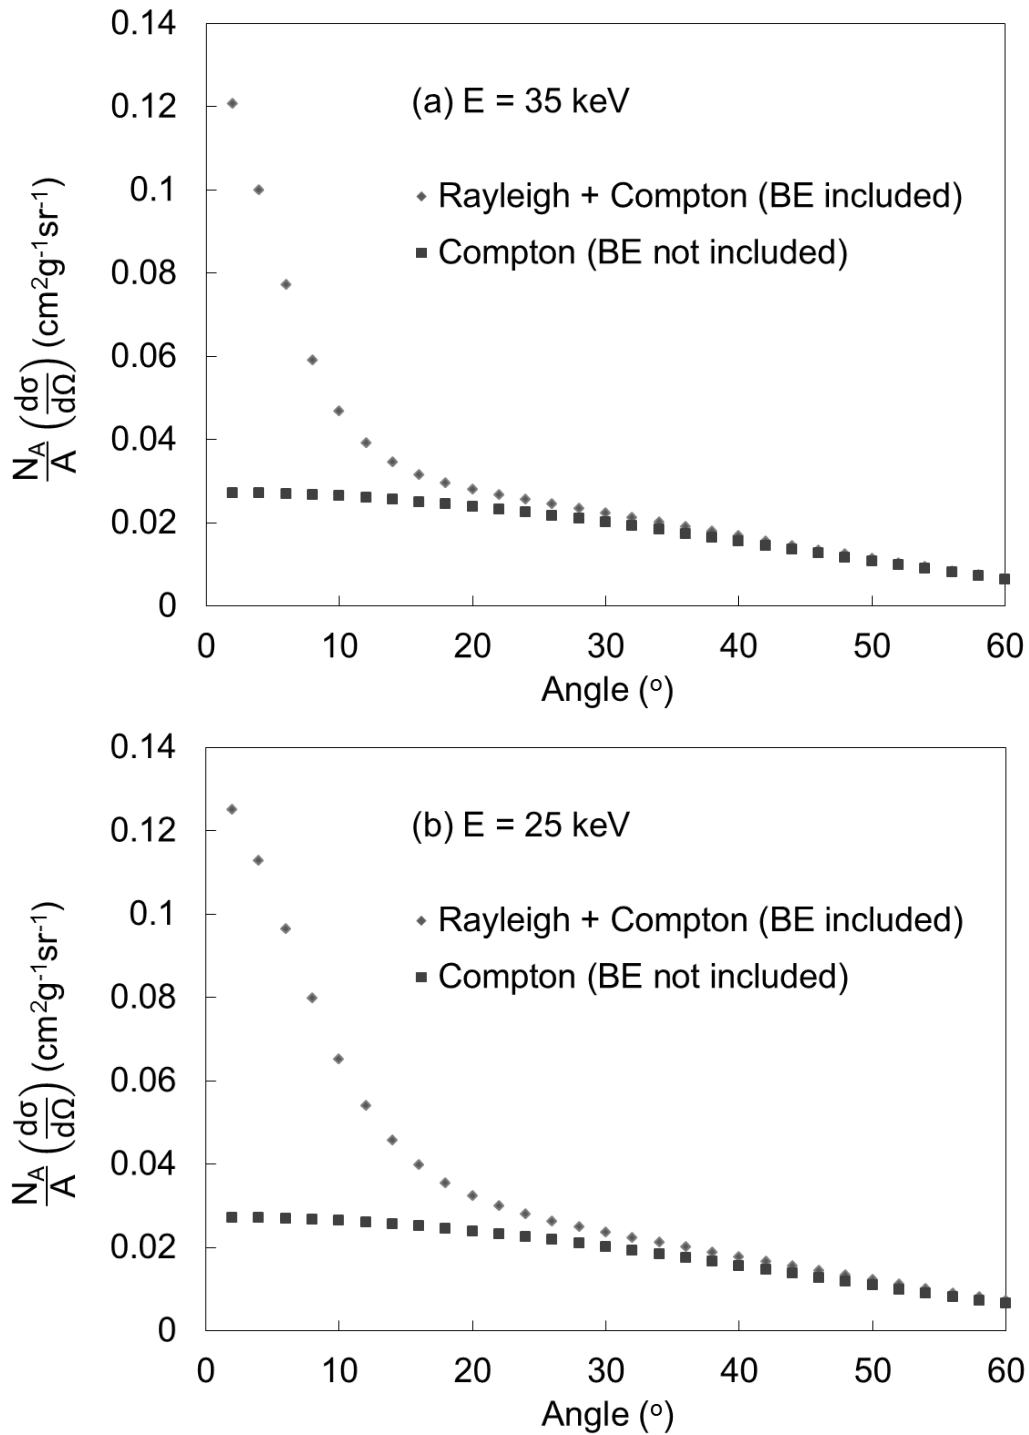 0.14
(a) E = 35 keV
0.12
Rayleigh + Compton (BE included)
0.1
Compton (BE not included)
0.08
0.06
0.04
0.02
0
N_A/A (dσ/dΩ) (cm²g⁻¹sr⁻¹)
0 10 20 30 40 50 60
Angle (º)
0.14
(b) E = 25 keV
0.12
Rayleigh + Compton (BE included)
0.1
Compton (BE not included)
0.08
0.06
0.04
0.02
0
N_A/A (dσ/dΩ) (cm²g⁻¹sr⁻¹)
0 10 20 30 40 50 60
Angle (º)